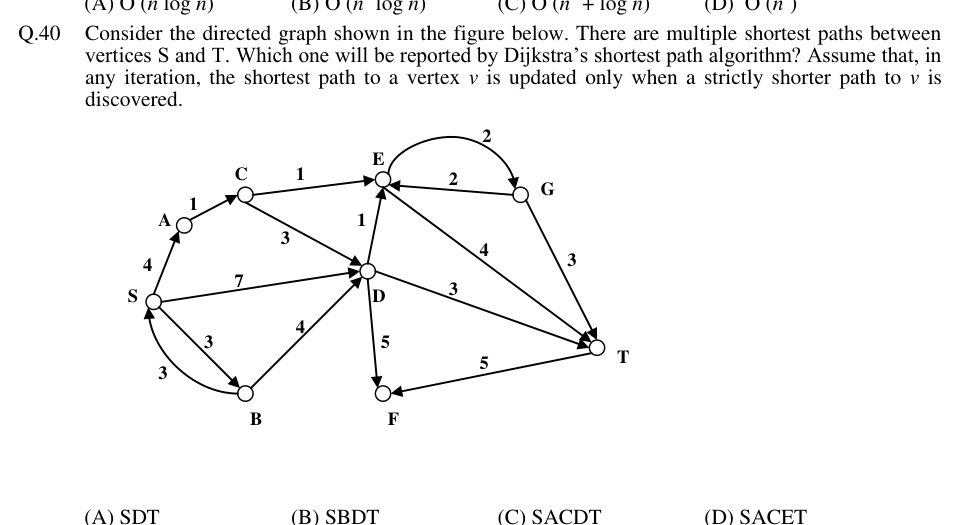 (A) O (n log n) (B) O (n log n) (C) O (n + log n) (D) O (n )
Q.40 Consider the directed graph shown in the figure below. There are multiple shortest paths between
vertices S and T. Which one will be reported by Dijkstra's shortest path algorithm? Assume that, in
any iteration, the shortest path to a vertex v is updated only when a strictly shorter path to v is
discovered.
2
E
C 1 2 G
1
A 1
3 4 3
4
7
S D 3
4
3 5 T
3 5
B F
(A) SDT (B) SBDT (C) SACDT (D) SACET